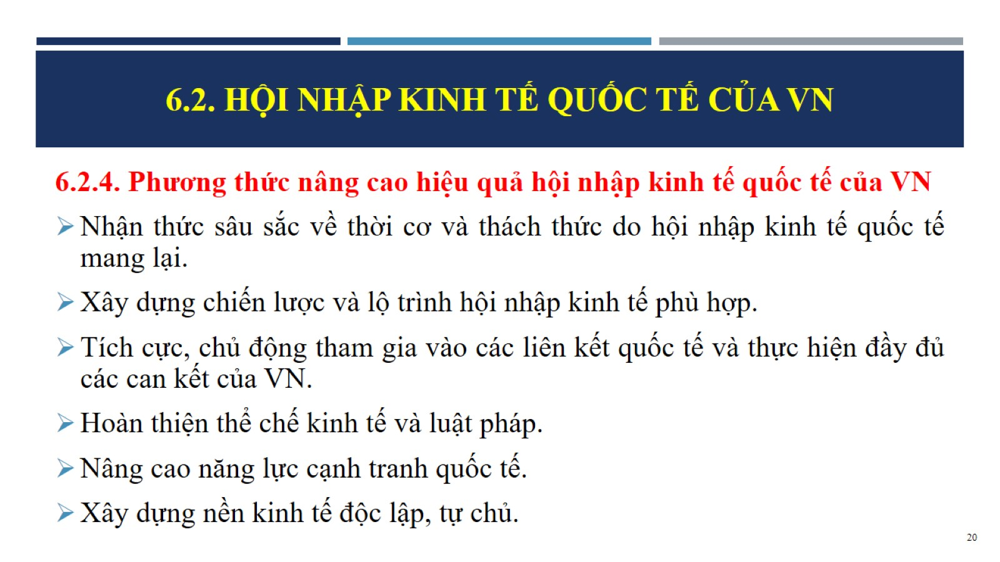 6.2. HỘI NHẬP KINH TẾ QUỐC TẾ CỦA VN
6.2.4. Phương thức nâng cao hiệu quả hội nhập kinh tế quốc tế của VN
Nhận thức sâu sắc về thời cơ và thách thức do hội nhập kinh tế quốc tế
mang lại.
Xây dựng chiến lược và lộ trình hội nhập kinh tế phù hợp.
Tích cực, chủ động tham gia vào các liên kết quốc tế và thực hiện đầy đủ
các can kết của VN.
Hoàn thiện thể chế kinh tế và luật pháp.
Nâng cao năng lực cạnh tranh quốc tế.
Xây dựng nền kinh tế độc lập, tự chủ.
20